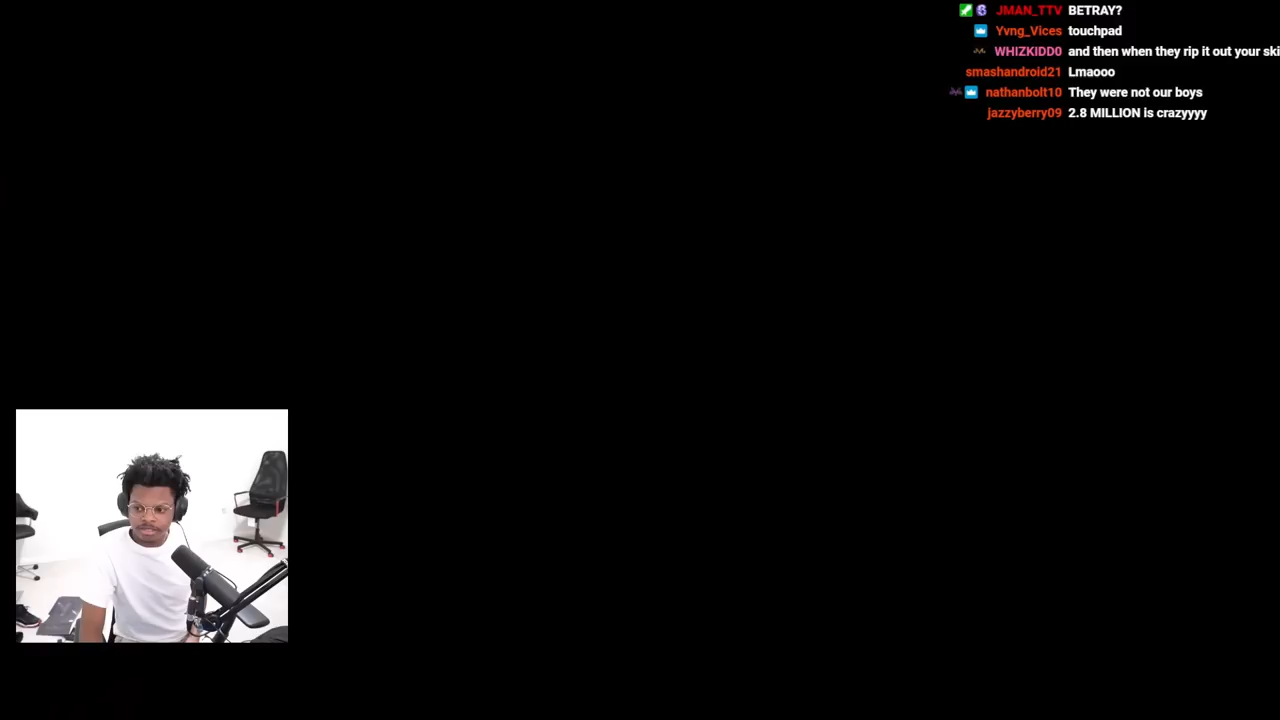 JMAN_TTV BETRAY?
Yvng_Vices touchpad
WHIZKIDD0 and then when they rip it out your ski
smashandroid21 Lmaooo
nathanbolt10 They were not our boys
jazzyberry09 2.8 MILLION is crazyyyy